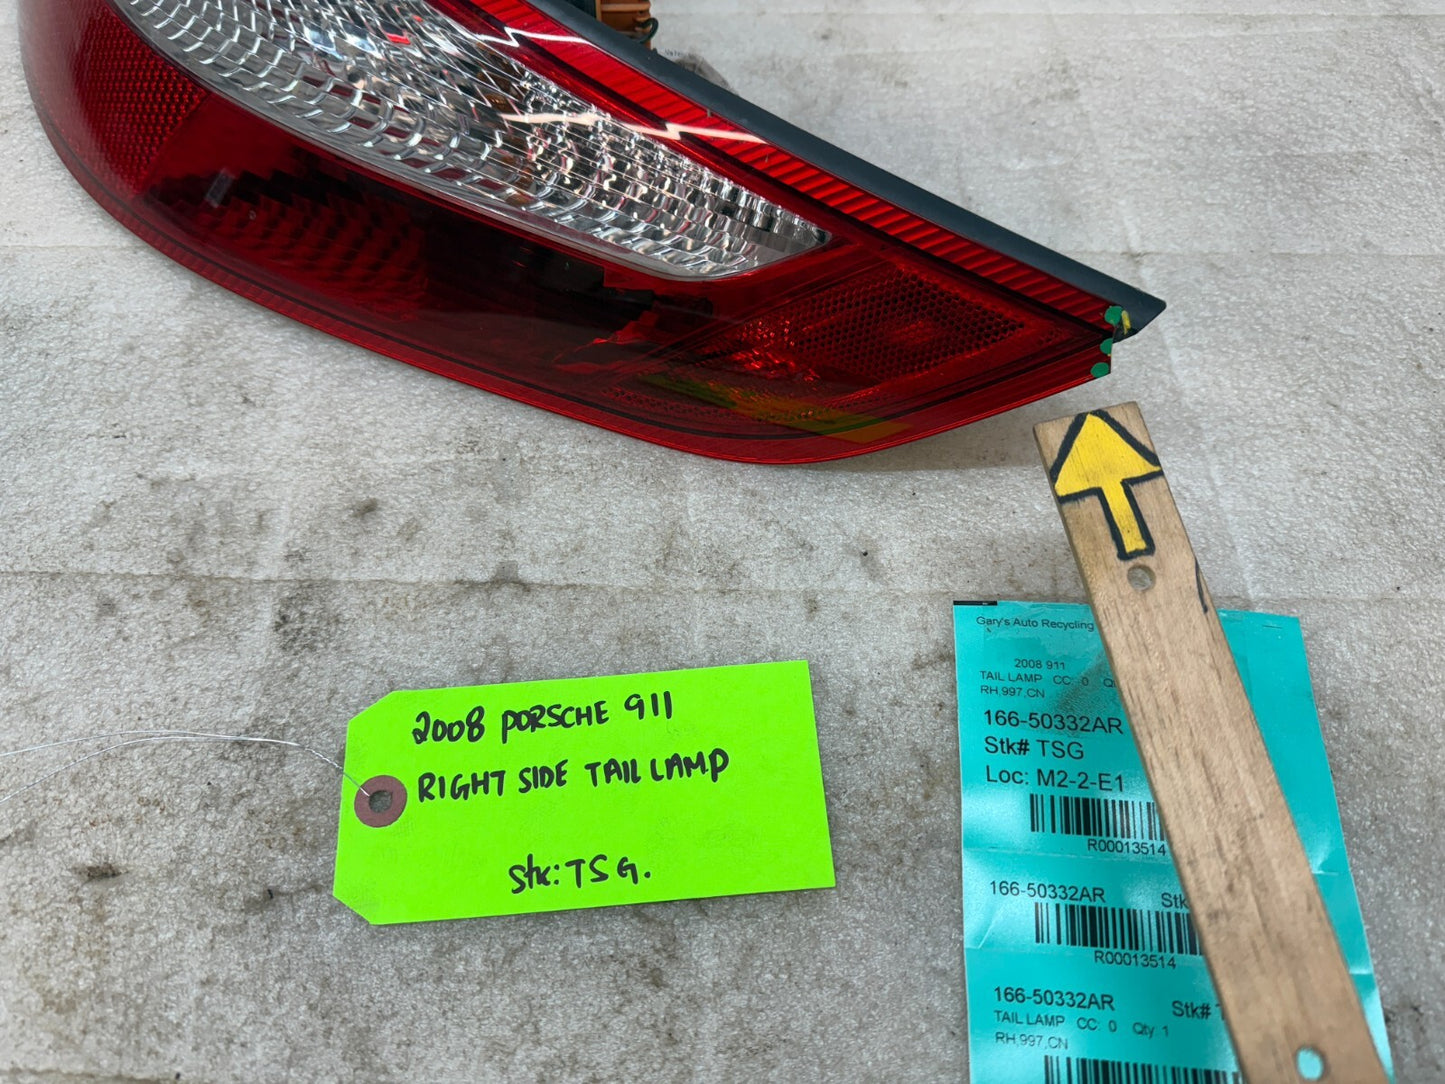 2008 PORSCHE 911
RIGHT SIDE TAIL LAMP
Stk: TSG.
Gary's Auto Recycling
2008 911
TAIL LAMP CC: 0
RH,997,CN
166-50332AR
Stk# TSG
Loc: M2-2-E1
R00013514
166-50332AR
R00013514
166-50332AR Stk#
TAIL LAMP CC: 0 Qty: 1
RH,997,CN